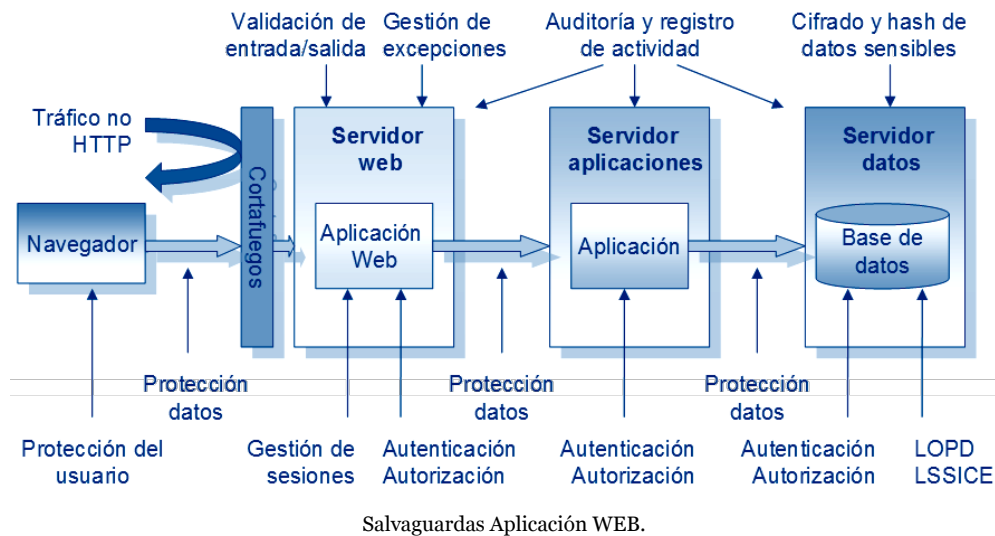 Validación de
entrada/salida
Gestión de
excepciones
Auditoría y registro
de actividad
Cifrado y hash de
datos sensibles
Tráfico no
HTTP
Cortafuegos
Servidor
web
Servidor
aplicaciones
Servidor
datos
Navegador
Aplicación
Web
Aplicación
Base de
datos
Protección
datos
Protección
datos
Protección
datos
Protección del
usuario
Gestión de
sesiones
Autenticación
Autorización
Autenticación
Autorización
Autenticación
Autorización
LOPD
LSSICE
Salvaguardas Aplicación WEB.